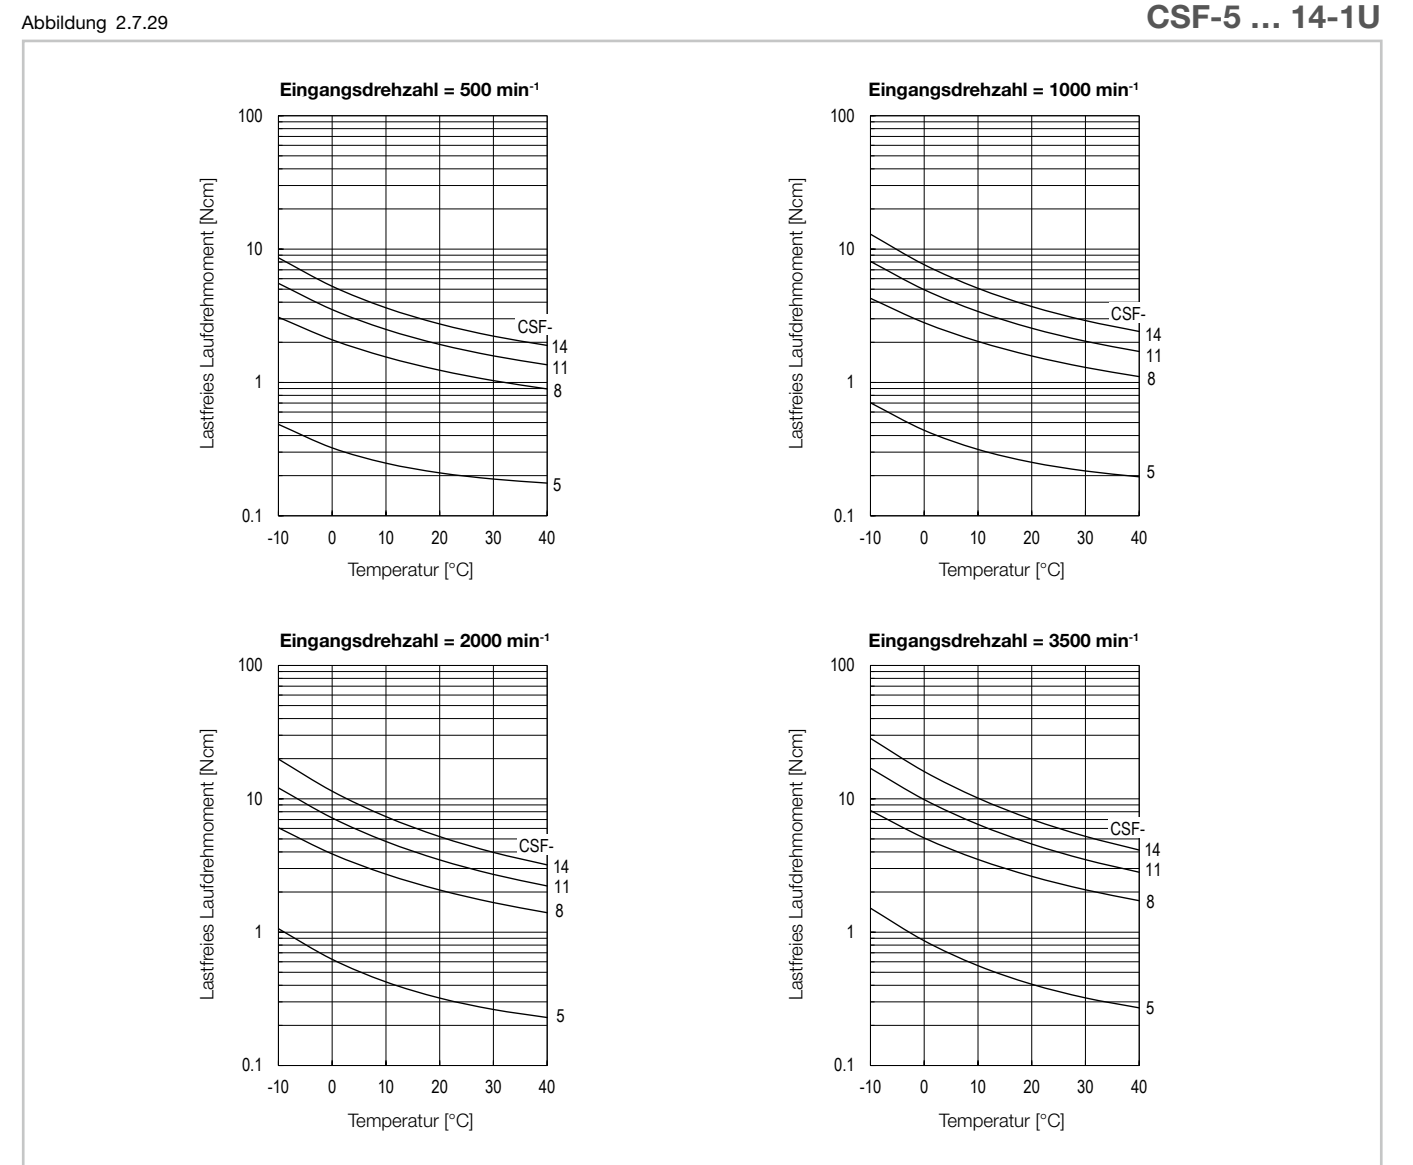 Abbildung 2.7.29
CSF-5 ... 14-1U
Eingangsdrehzahl = 500 min⁻¹
Lastfreies Laufdrehmoment [Ncm]
100
10
1
0.1
CSF-
14
11
8
5
-10 0 10 20 30 40
Temperatur [°C]
Eingangsdrehzahl = 1000 min⁻¹
Lastfreies Laufdrehmoment [Ncm]
100
10
1
0.1
CSF-
14
11
8
5
-10 0 10 20 30 40
Temperatur [°C]
Eingangsdrehzahl = 2000 min⁻¹
Lastfreies Laufdrehmoment [Ncm]
100
10
1
0.1
CSF-
14
11
8
5
-10 0 10 20 30 40
Temperatur [°C]
Eingangsdrehzahl = 3500 min⁻¹
Lastfreies Laufdrehmoment [Ncm]
100
10
1
0.1
CSF-
14
11
8
5
-10 0 10 20 30 40
Temperatur [°C]